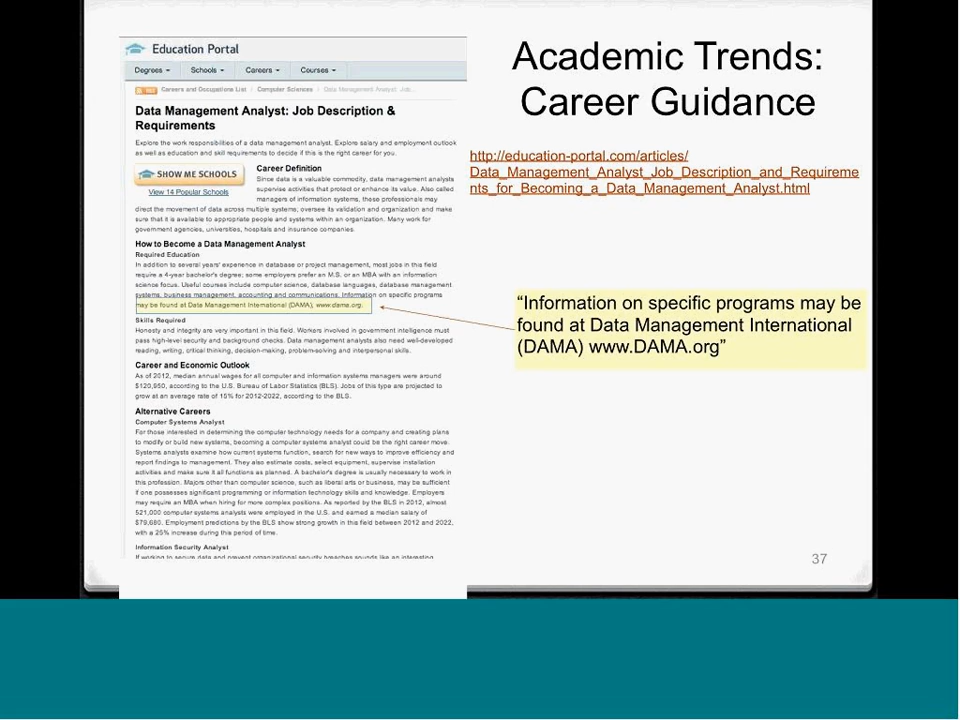 Academic Trends:
Career Guidance
http://education-portal.com/articles/
Data_Management_Analyst_Job_Description_and_Requireme
nts_for_Becoming_a_Data_Management_Analyst.html
Education Portal
Degrees Schools Careers Courses
Careers and Occupations List / Computer Sciences / Data Management Analyst: Job...
Data Management Analyst: Job Description &
Requirements
Explore the work responsibilities of a data management analyst. Explore salary and employment outlook
as well as education and skill requirements to decide if this is the right career for you.
SHOW ME SCHOOLS
View 14 Popular Schools
Career Definition
Since data is a valuable commodity, data management analysts
supervise activities that protect or enhance its value. Also called
managers of information systems, these professionals may
direct the movement of data across multiple systems; oversee its validation and organization and make
sure that it is available to appropriate people and systems within an organization. Many work for
government agencies, universities, hospitals and insurance companies.
How to Become a Data Management Analyst
Required Education
In addition to several years' experience in database or project management, most jobs in this field
require a 4-year bachelor's degree; some employers prefer an M.S. or an MBA with an information
science focus. Useful courses include computer science, database languages, database management
systems, business management, accounting and communications. Information on specific programs
may be found at Data Management International (DAMA), www.dama.org.
Skills Required
Honesty and integrity are very important in this field. Workers involved in government intelligence must
pass high-level security and background checks. Data management analysts also need well-developed
reading, writing, critical thinking, decision-making, problem-solving and interpersonal skills.
Career and Economic Outlook
As of 2012, median annual wages for all computer and information systems managers were around
$120,950, according to the U.S. Bureau of Labor Statistics (BLS). Jobs of this type are projected to
grow at an average rate of 15% for 2012-2022, according to the BLS.
Alternative Careers
Computer Systems Analyst
For those interested in determining the computer technology needs for a company and creating plans
to modify or build new systems, becoming a computer systems analyst could be the right career move.
Systems analysts examine how current systems function, search for new ways to improve efficiency and
report findings to management. They also estimate costs, select equipment, supervise installation
activities and make sure it all functions as planned. A bachelor's degree is usually necessary to work in
this profession. Majors other than computer science, such as liberal arts or business, may be sufficient
if one possesses significant programming or information technology skills and knowledge. Employers
may require an MBA when hiring for more complex positions. As reported by the BLS in 2012, almost
521,000 computer systems analysts were employed in the U.S. and earned a median salary of
$79,680. Employment predictions by the BLS show strong growth in this field between 2012 and 2022,
with a 25% increase during this period of time.
Information Security Analyst
If working to secure data and prevent organizational security breaches sounds like an interesting
“Information on specific programs may be
found at Data Management International
(DAMA) www.DAMA.org”
37